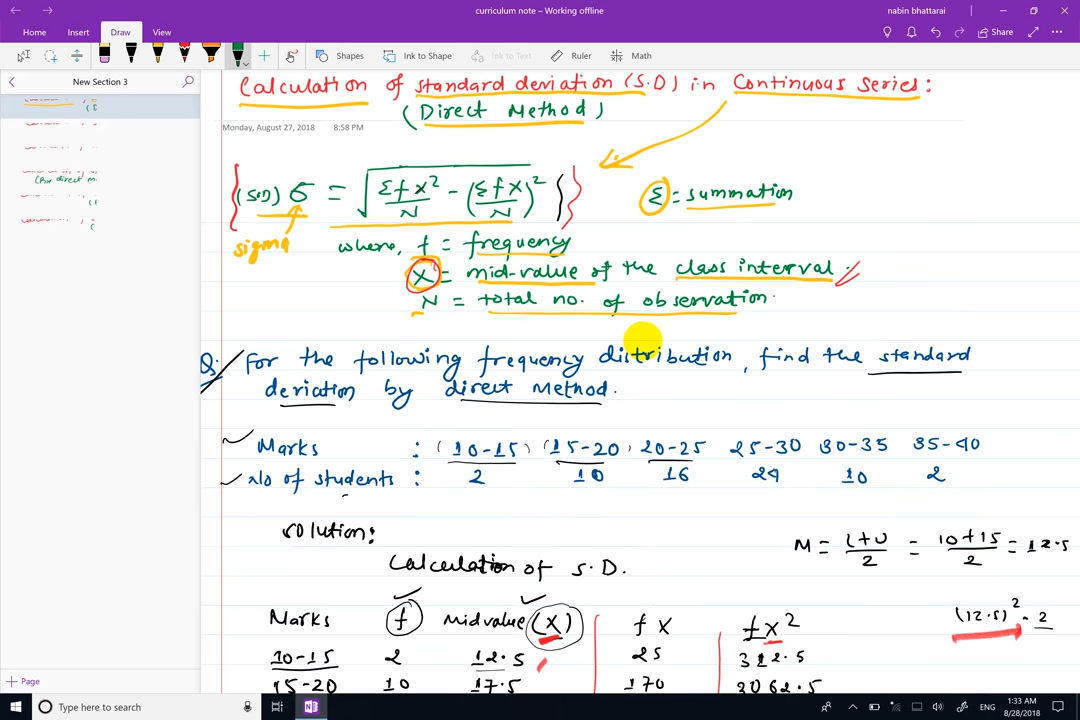 curriculum note - Working offline
nabin bhattarai
Home Insert Draw View
Share
Shapes Ink to Shape Ink to Text Ruler Math
New Section 3
Calculation of standard deviation (S.D) in Continuous Series:
(Direct Method)
Monday, August 27, 2018 8:58 PM
{(S.D) σ = √Σfx²/N - (Σfx/N)² }}
Σ = summation
sigma
where, f = frequency
X = mid-value of the class interval.
N = total no. of observation.
Q. For the following frequency distribution, find the standard
deviation by direct method.
Marks : (10-15) (15-20) 20-25 25-30 30-35 35-40
No of students : 2 10 16 24 10 2
solution:
M = L+U/2 = 10+15/2 = 12.5
Calculation of S.D.
Marks f Midvalue (X) fx fx²
(12.5)² · 2
10-15 2 12.5 25 312.5
15-20 10 17.5 170 3062.5
Page
Type here to search
ENG
1:33 AM
8/28/2018